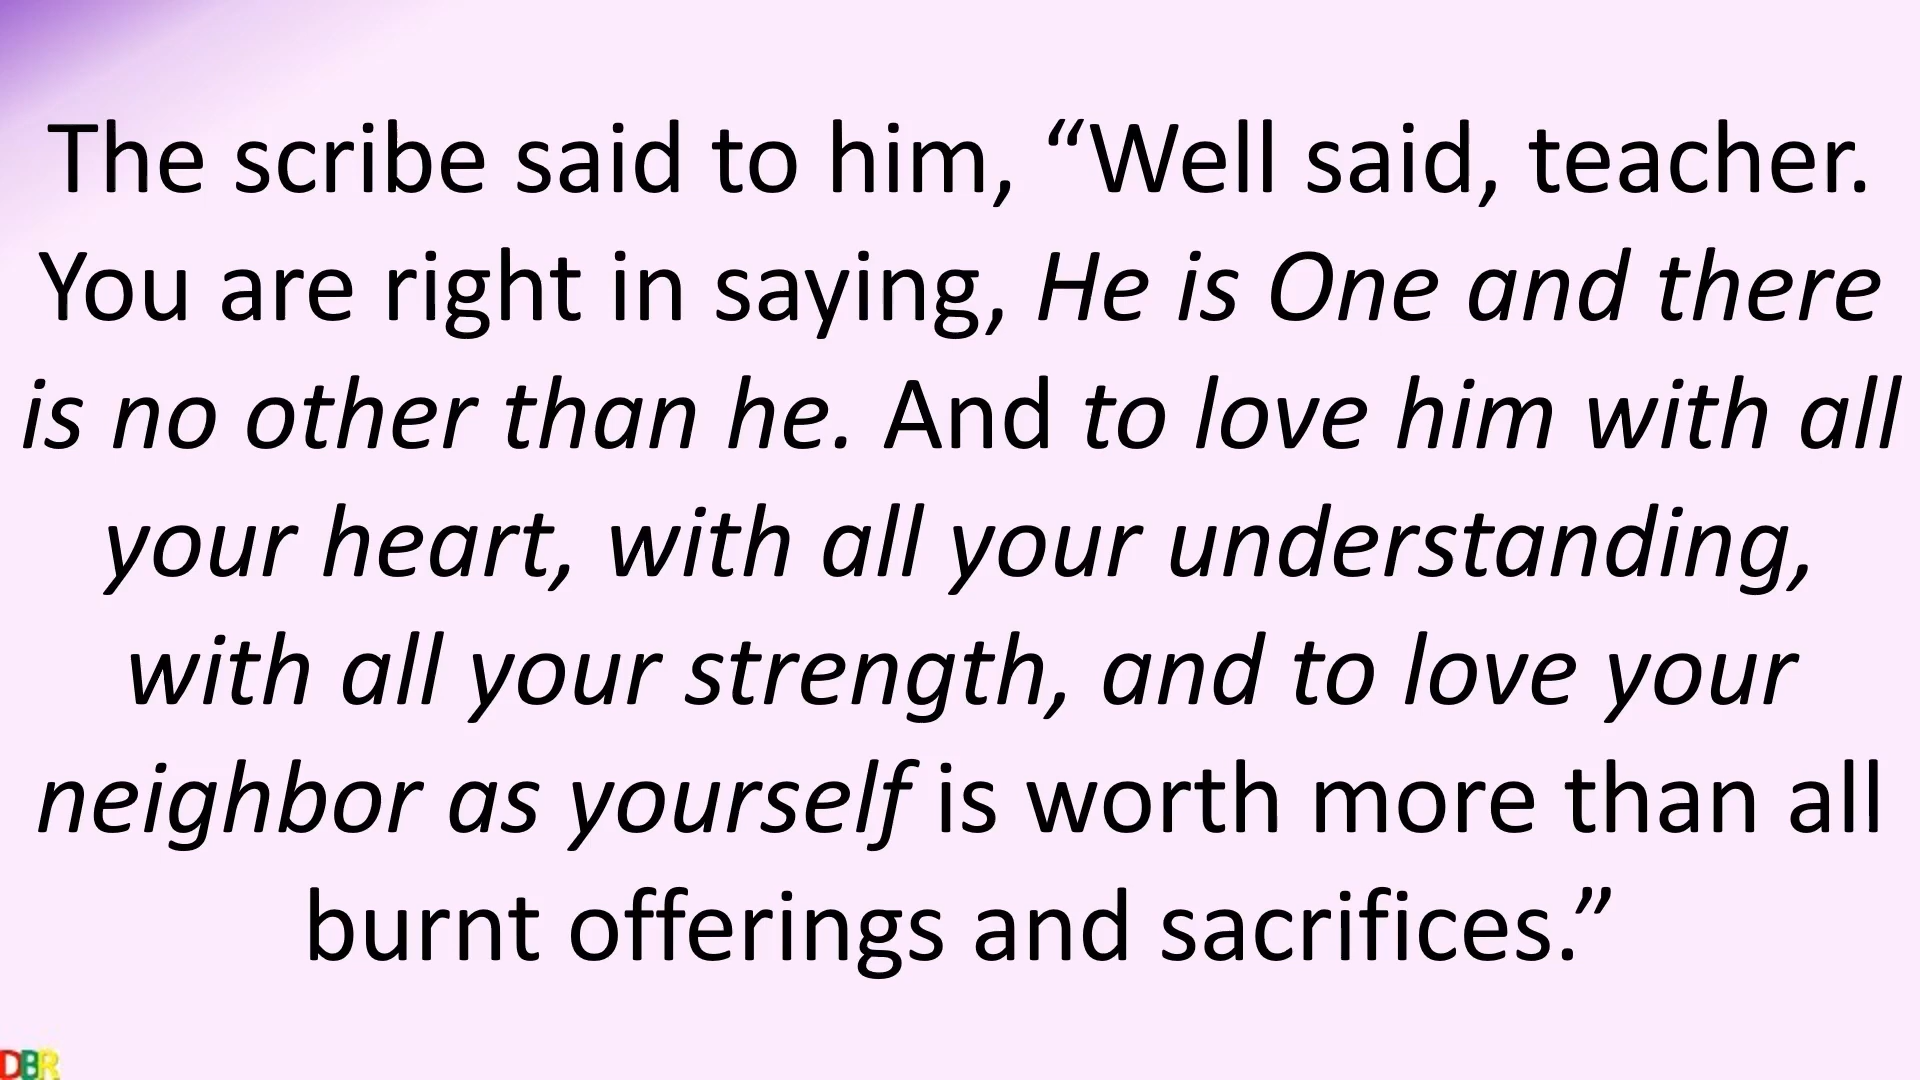 The scribe said to him, “Well said, teacher.
You are right in saying, He is One and there
is no other than he. And to love him with all
your heart, with all your understanding,
with all your strength, and to love your
neighbor as yourself is worth more than all
burnt offerings and sacrifices.”
DBR